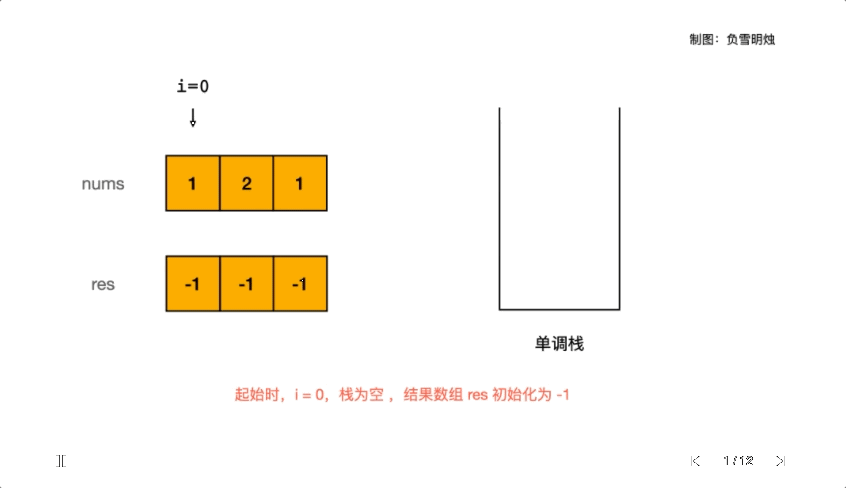 制图：负雪明烛
i=0
nums
1 2 1
res
-1 -1 -1
单调栈
起始时，i = 0，栈为空 ，结果数组 res 初始化为 -1
1 / 12